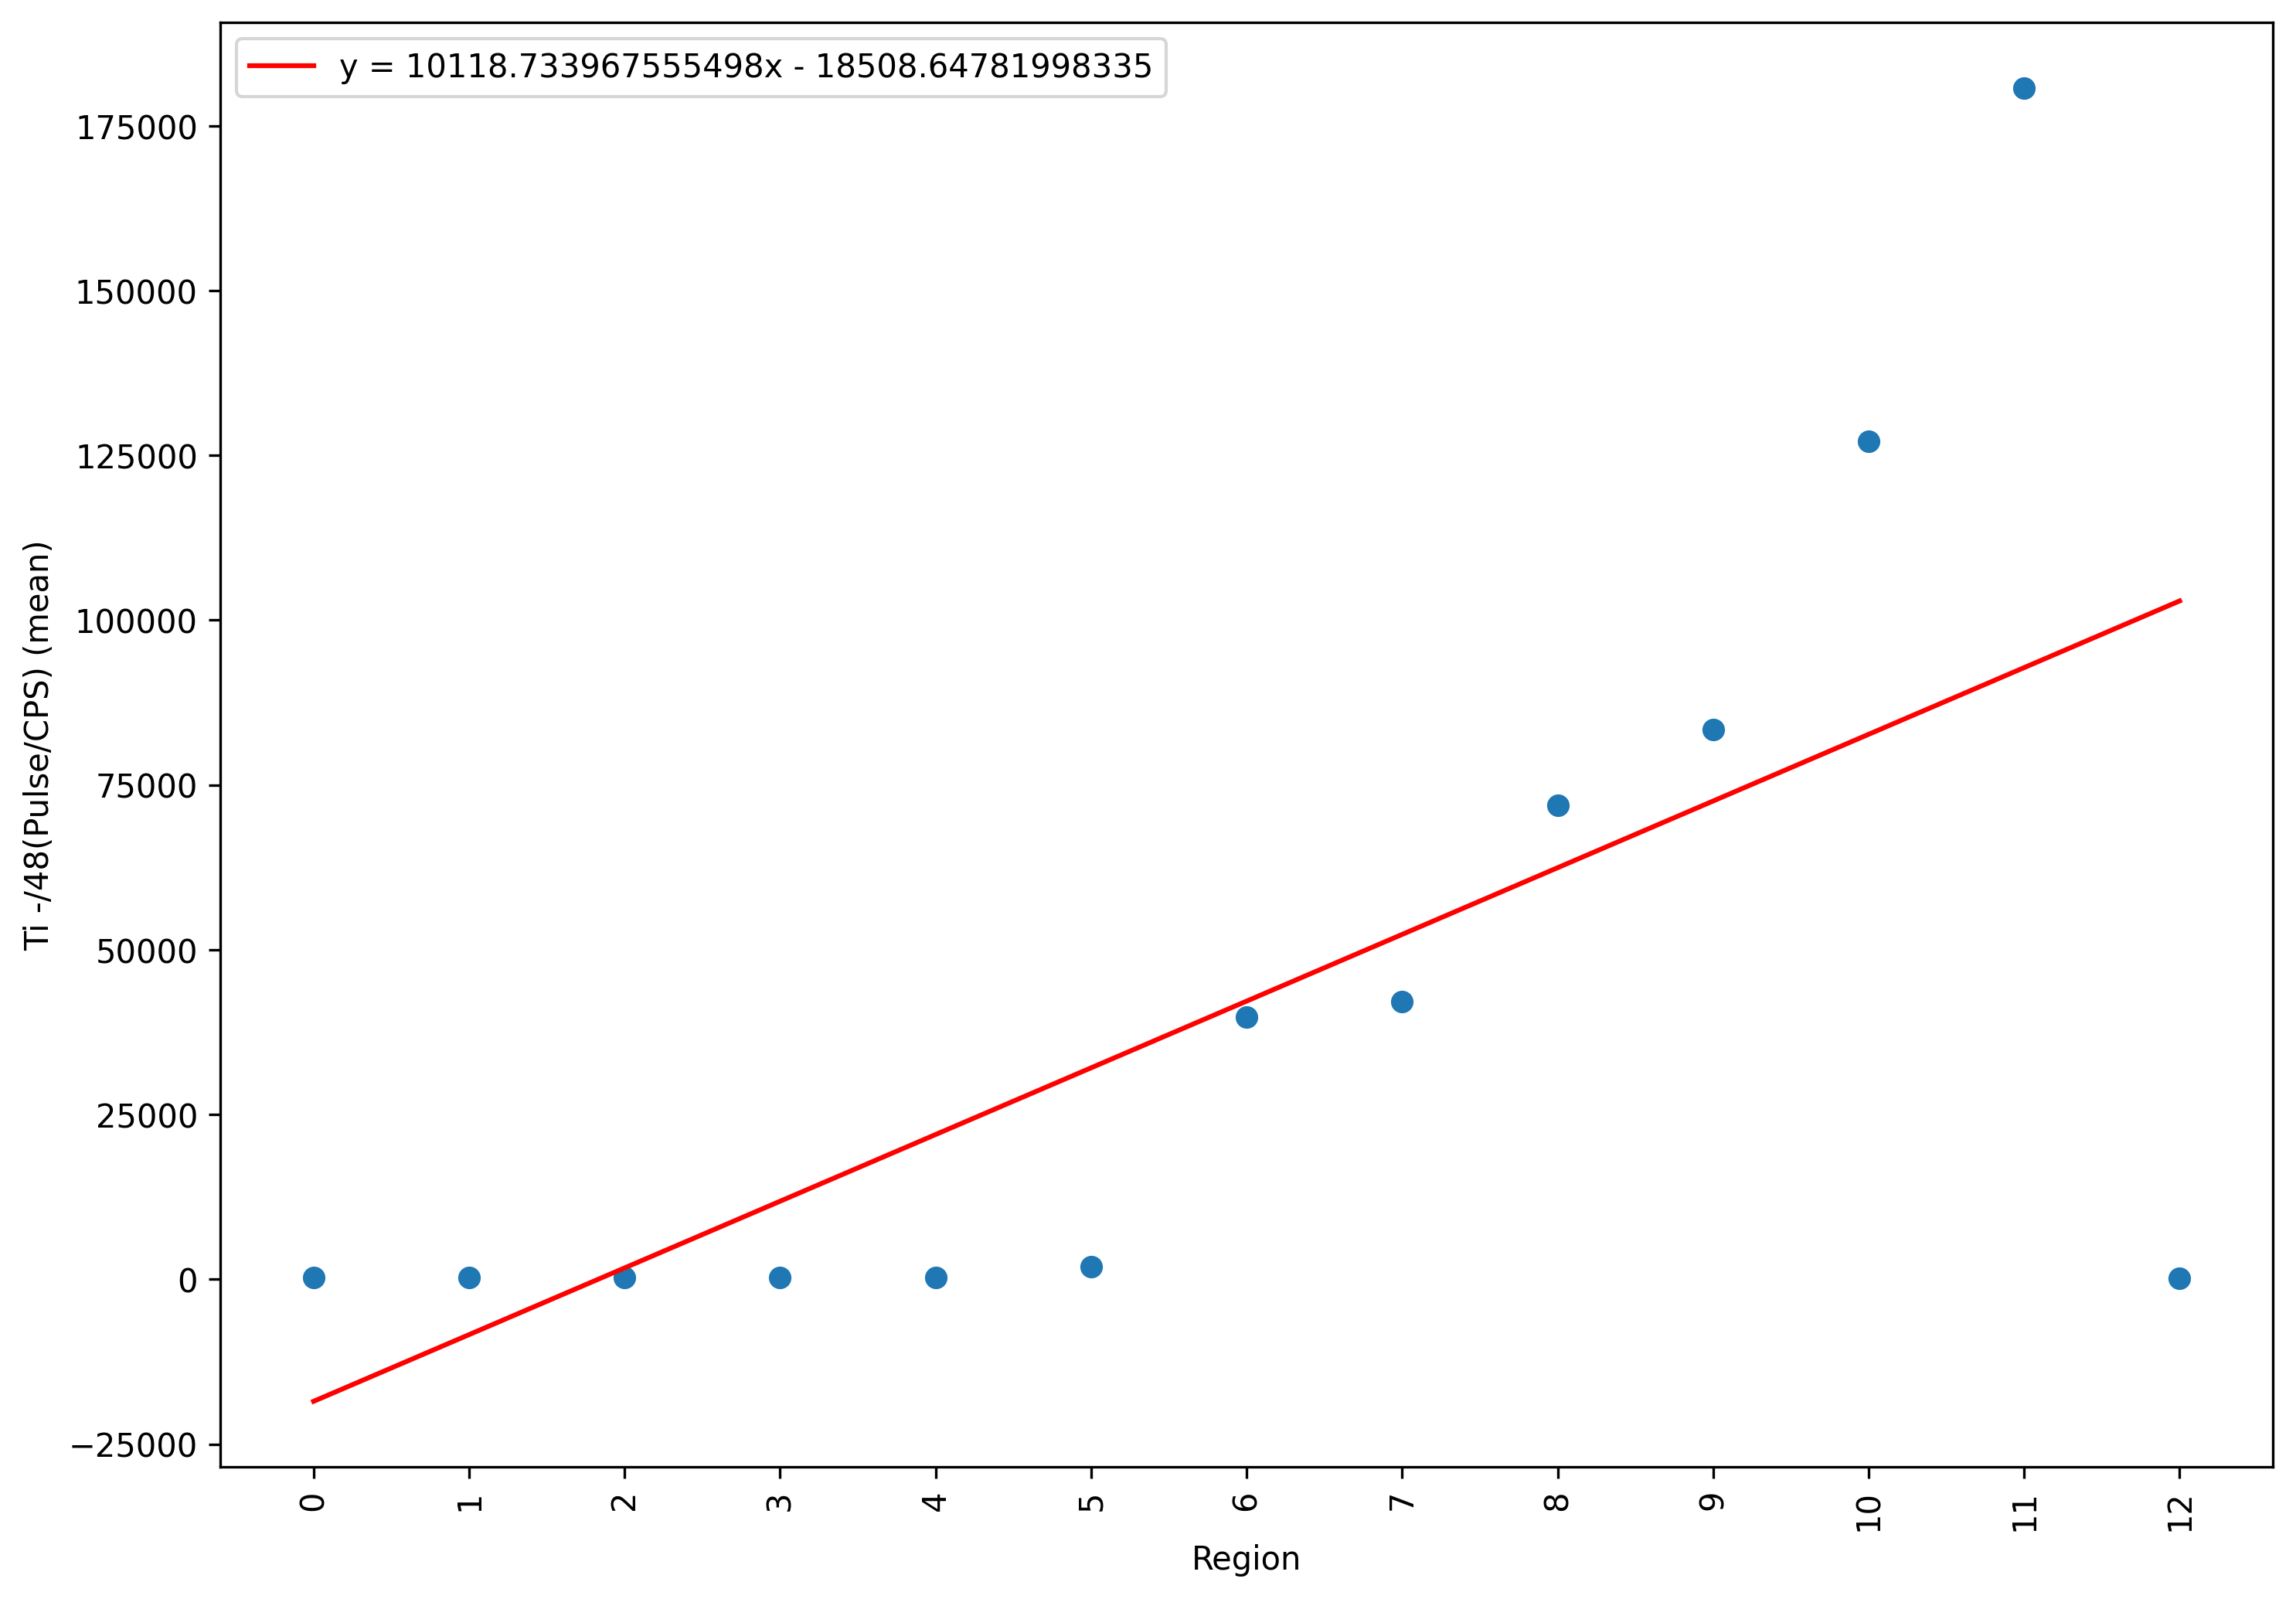 y = 10118.733967555498x - 18508.64781998335
175000
150000
125000
100000
75000
50000
25000
0
−25000
Ti -/48(Pulse/CPS) (mean)
0 1 2 3 4 5 6 7 8 9 10 11 12
Region